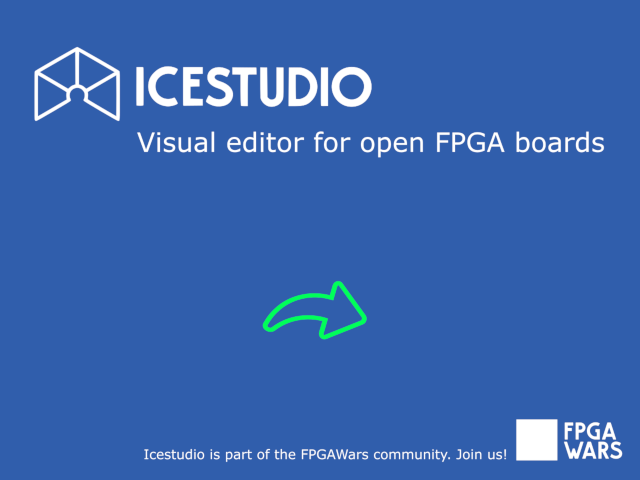 ICESTUDIO
Visual editor for open FPGA boards
Icestudio is part of the FPGAWars community. Join us!
FPGA
WARS